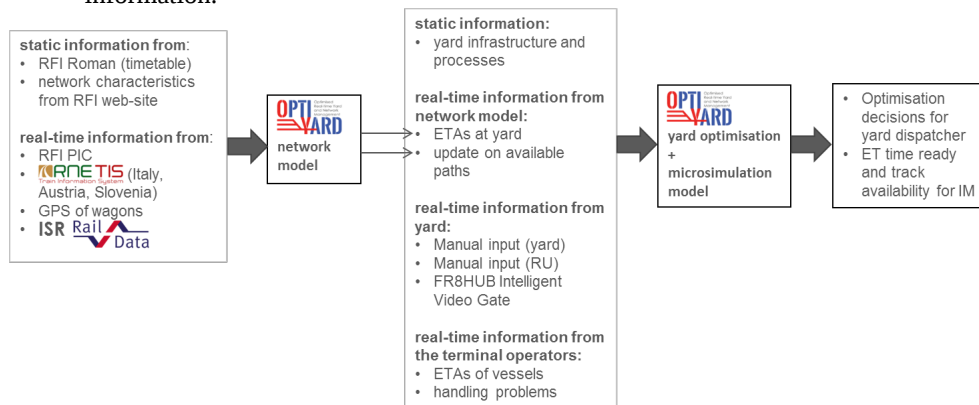 information.
static information from:
• RFI Roman (timetable)
• network characteristics
from RFI web-site
real-time information from:
• RFI PIC
• RNE TIS (Italy,
Train Information System
Austria, Slovenia)
• GPS of wagons
• ISR Rail Data
OPTI YARD
network
model
static information:
• yard infrastructure and
processes
real-time information from
network model:
• ETAs at yard
• update on available
paths
real-time information from
yard:
• Manual input (yard)
• Manual input (RU)
• FR8HUB Intelligent
Video Gate
real-time information from
the terminal operators:
• ETAs of vessels
• handling problems
OPTI YARD
yard optimisation
+
microsimulation
model
• Optimisation
decisions for
yard dispatcher
• ET time ready
and track
availability for IM